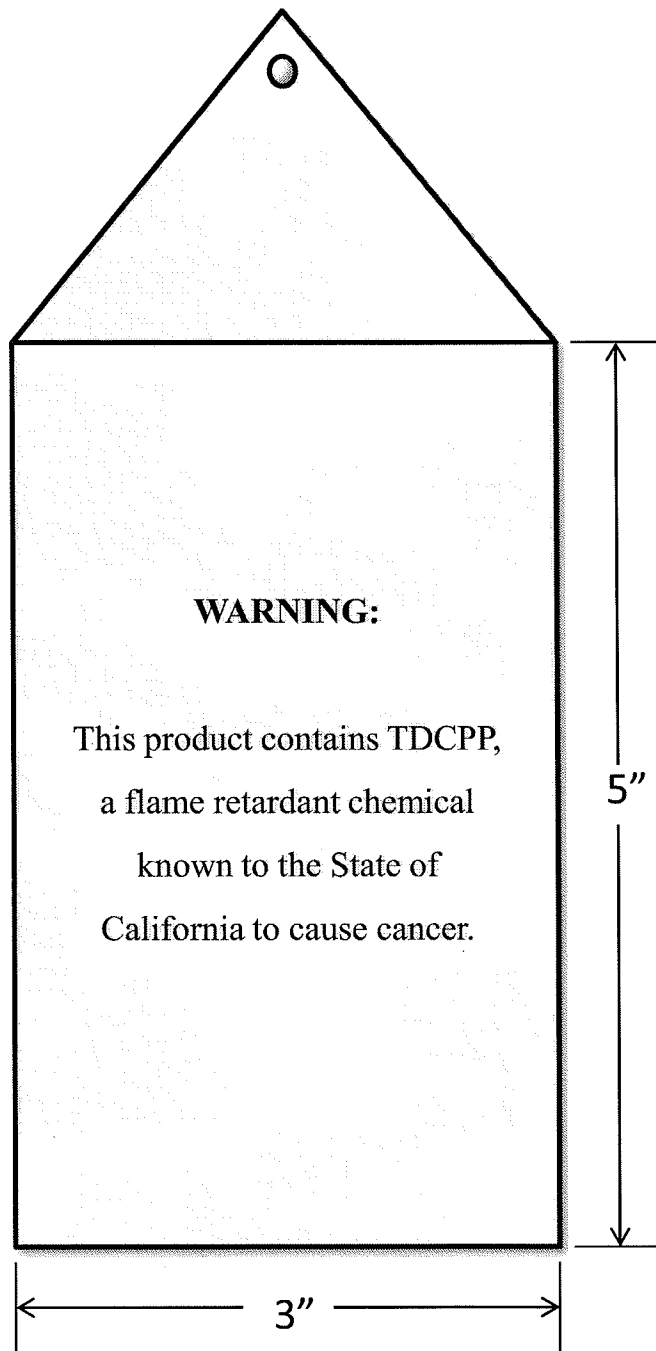 WARNING:
This product contains TDCPP,
a flame retardant chemical
known to the State of
California to cause cancer.
5”
3”